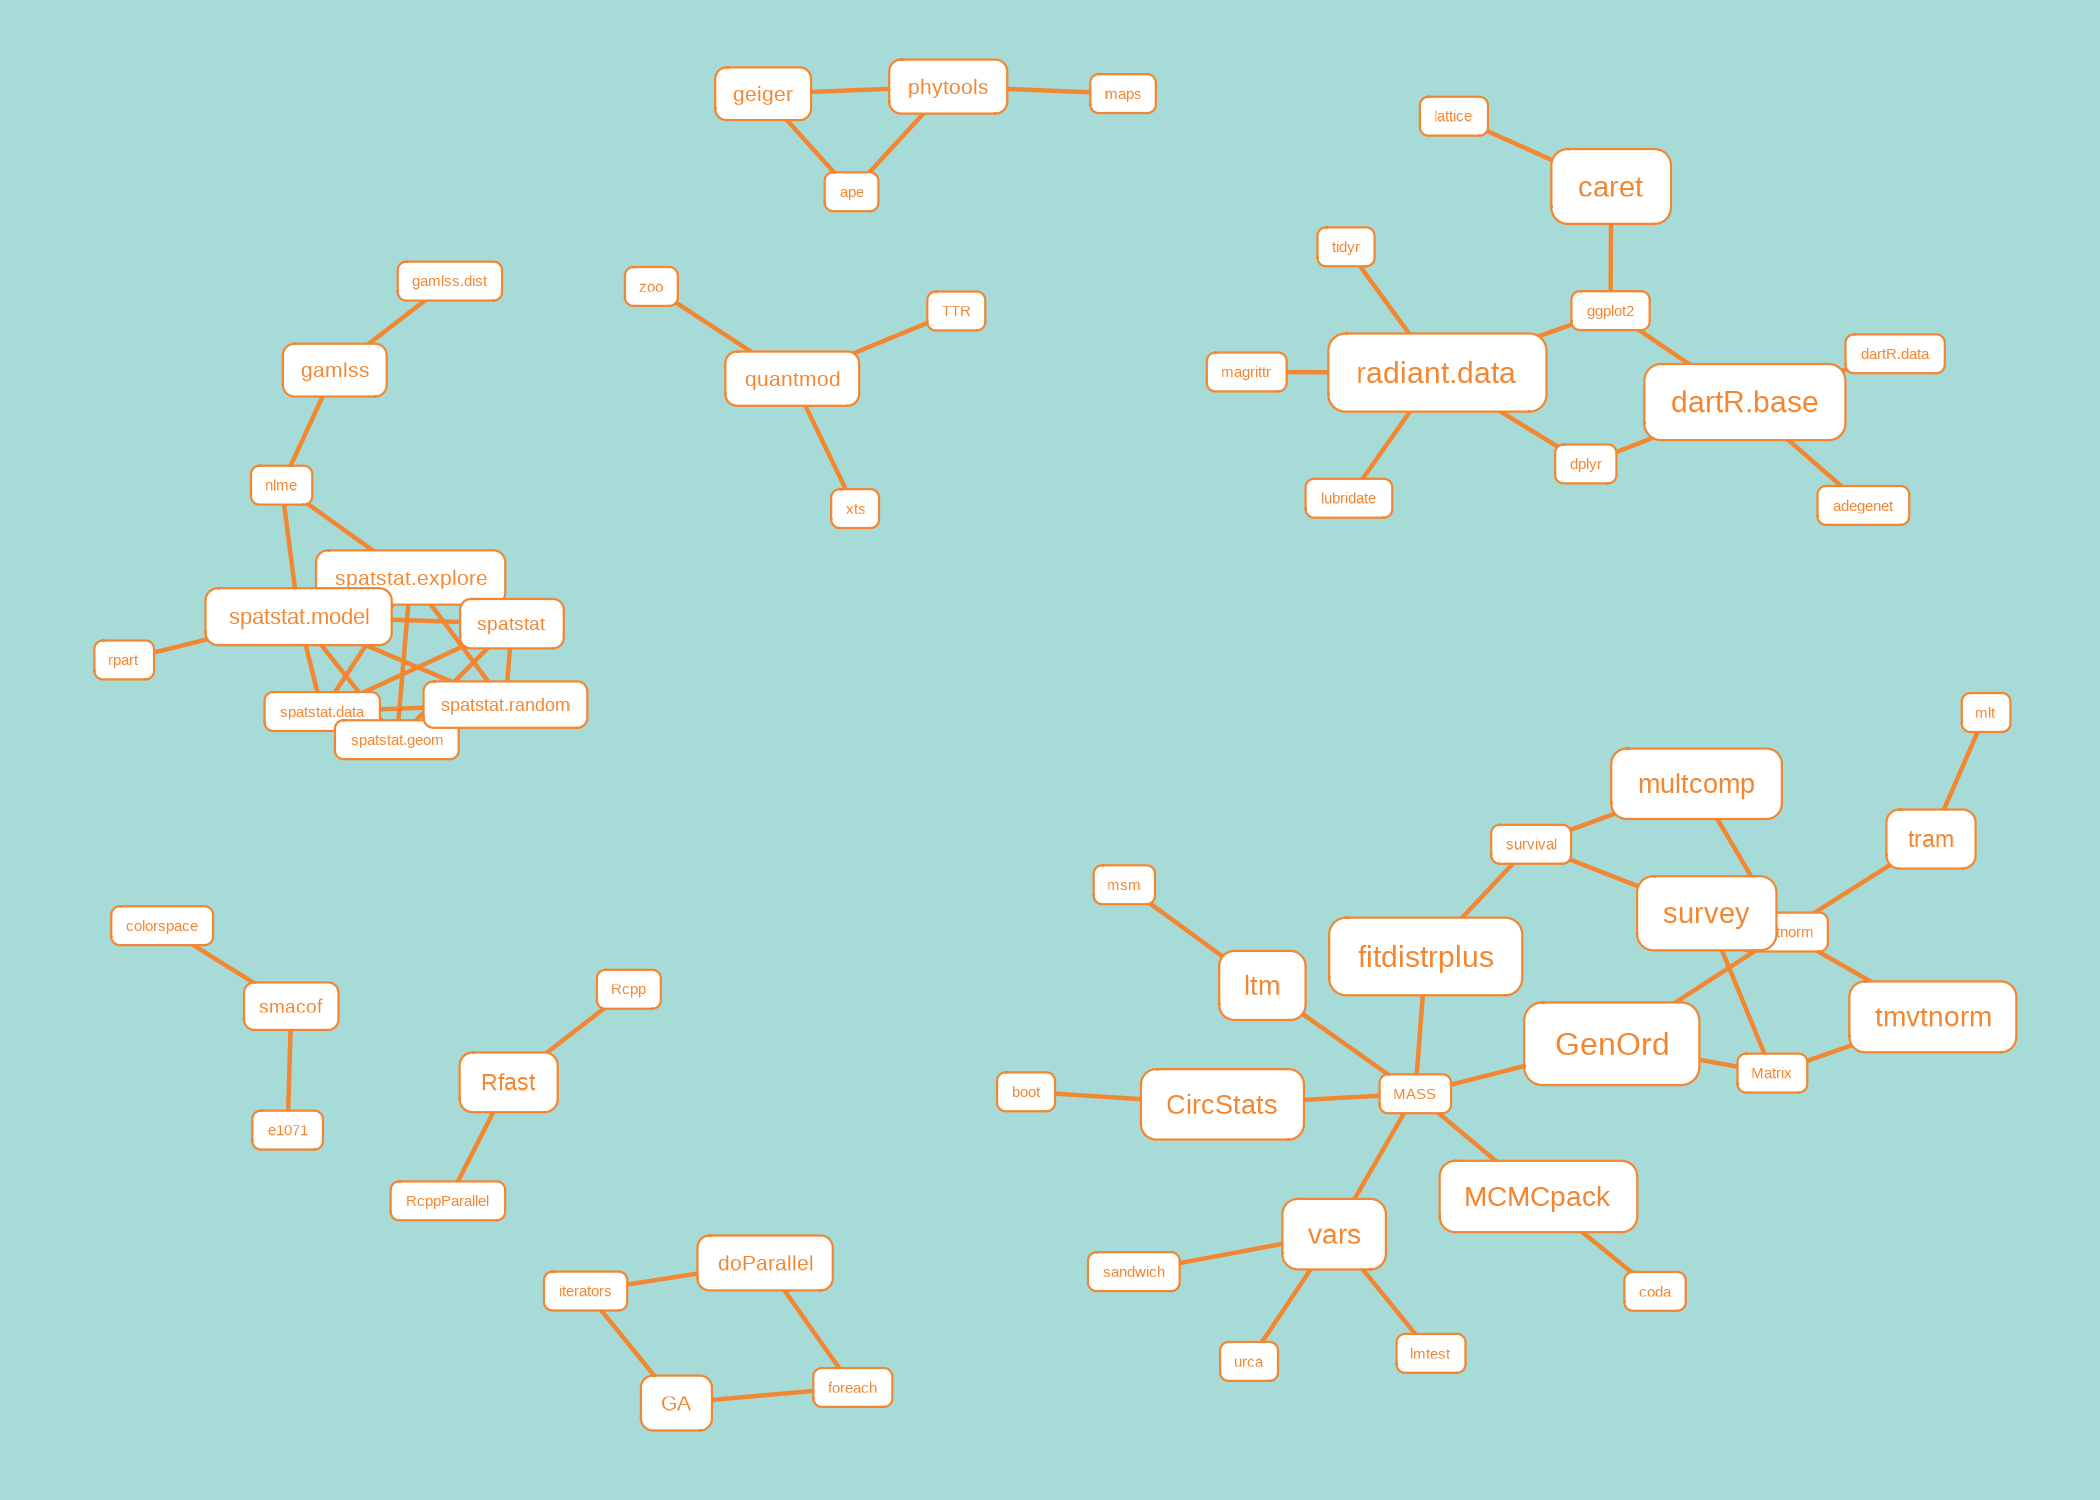 geiger
phytools
maps
ape
lattice
caret
tidyr
ggplot2
magrittr
radiant.data
dartR.data
dartR.base
lubridate
dplyr
adegenet
gamlss.dist
zoo
TTR
gamlss
quantmod
nlme
xts
spatstat.explore
spatstat.model
spatstat
rpart
spatstat.data
spatstat.random
spatstat.geom
mlt
multcomp
tram
survival
msm
survey
tnorm
fitdistrplus
ltm
tmvtnorm
GenOrd
Matrix
boot
CircStats
MASS
MCMCpack
vars
sandwich
coda
urca
lmtest
colorspace
smacof
Rcpp
Rfast
e1071
RcppParallel
doParallel
iterators
GA
foreach